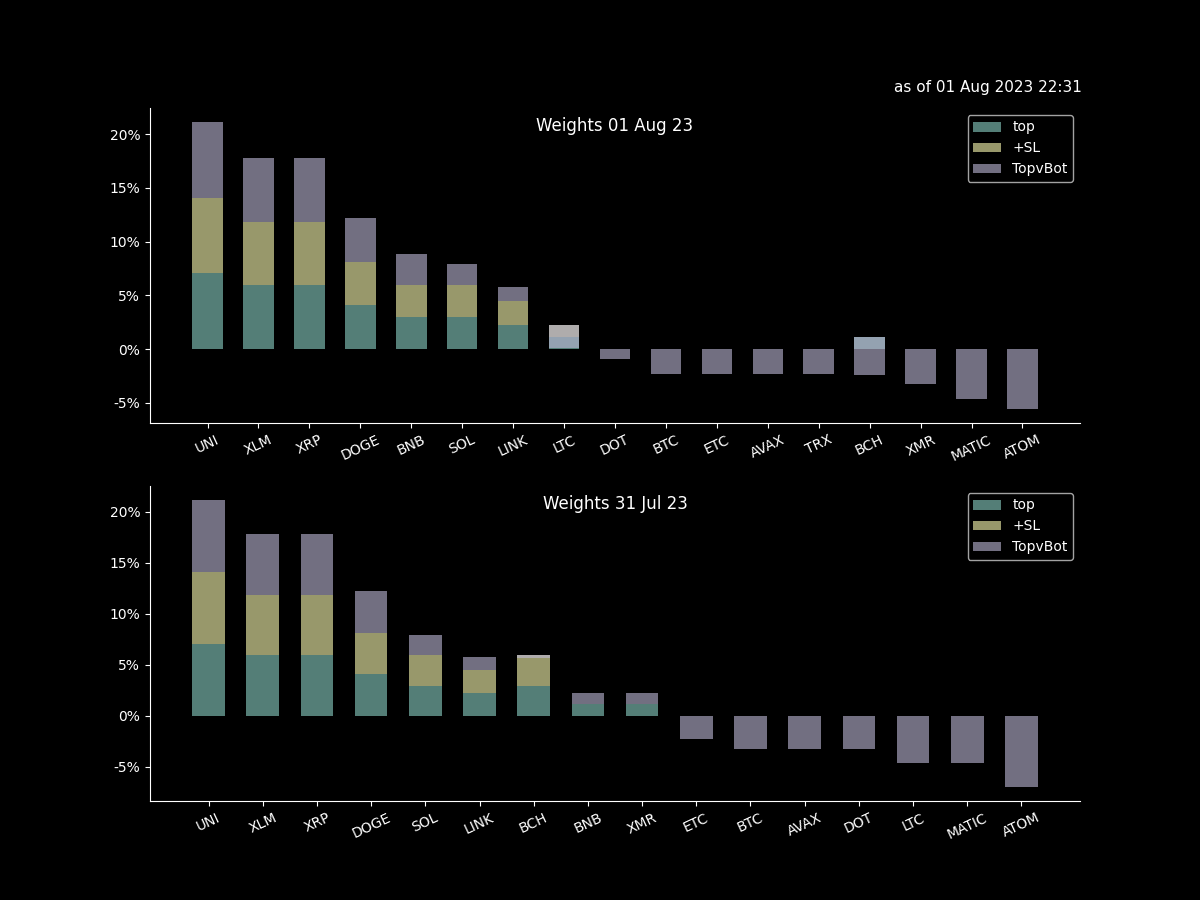 as of 01 Aug 2023 22:31
Weights 01 Aug 23
top
+SL
TopvBot
20%
15%
10%
5%
0%
-5%
UNI XLM XRP DOGE BNB SOL LINK LTC DOT BTC ETC AVAX TRX BCH XMR MATIC ATOM
Weights 31 Jul 23
top
+SL
TopvBot
20%
15%
10%
5%
0%
-5%
UNI XLM XRP DOGE SOL LINK BCH BNB XMR ETC BTC AVAX DOT LTC MATIC ATOM